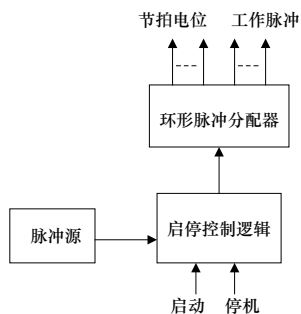 节拍电位 工作脉冲
环形脉冲分配器
脉冲源
启停控制逻辑
启动 停机